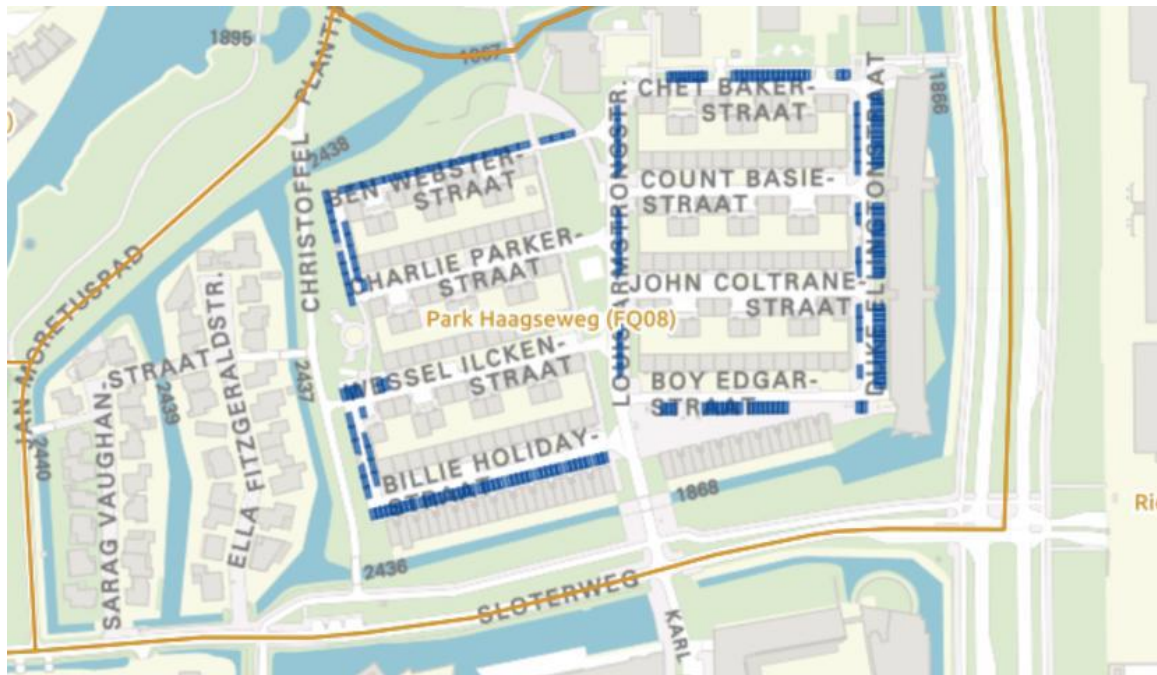 1895
CHRISTOFFEL PLANTIJ
1867
CHET BAKER-
STRAAT
1866
)
2438
BEN WEBSTER-
STRAAT
COUNT BASIE-
STRAAT
LOUIS ARMSTRONGSTR.
DUKE ELLINGTONSTRAAT
JAN MORETUSPAD
CHARLIE PARKER-
STRAAT
JOHN COLTRANE-
STRAAT
Park Haagseweg (FQ08)
SARAG VAUGHAN-STRAAT
ELLA FITZGERALDSTR.
2439
2437
2440
WESSEL ILCKEN-
STRAAT
BOY EDGAR-
STRAAT
BILLIE HOLIDAY-
STRAAT
1868
Ri
2436
SLOTERWEG
KARL